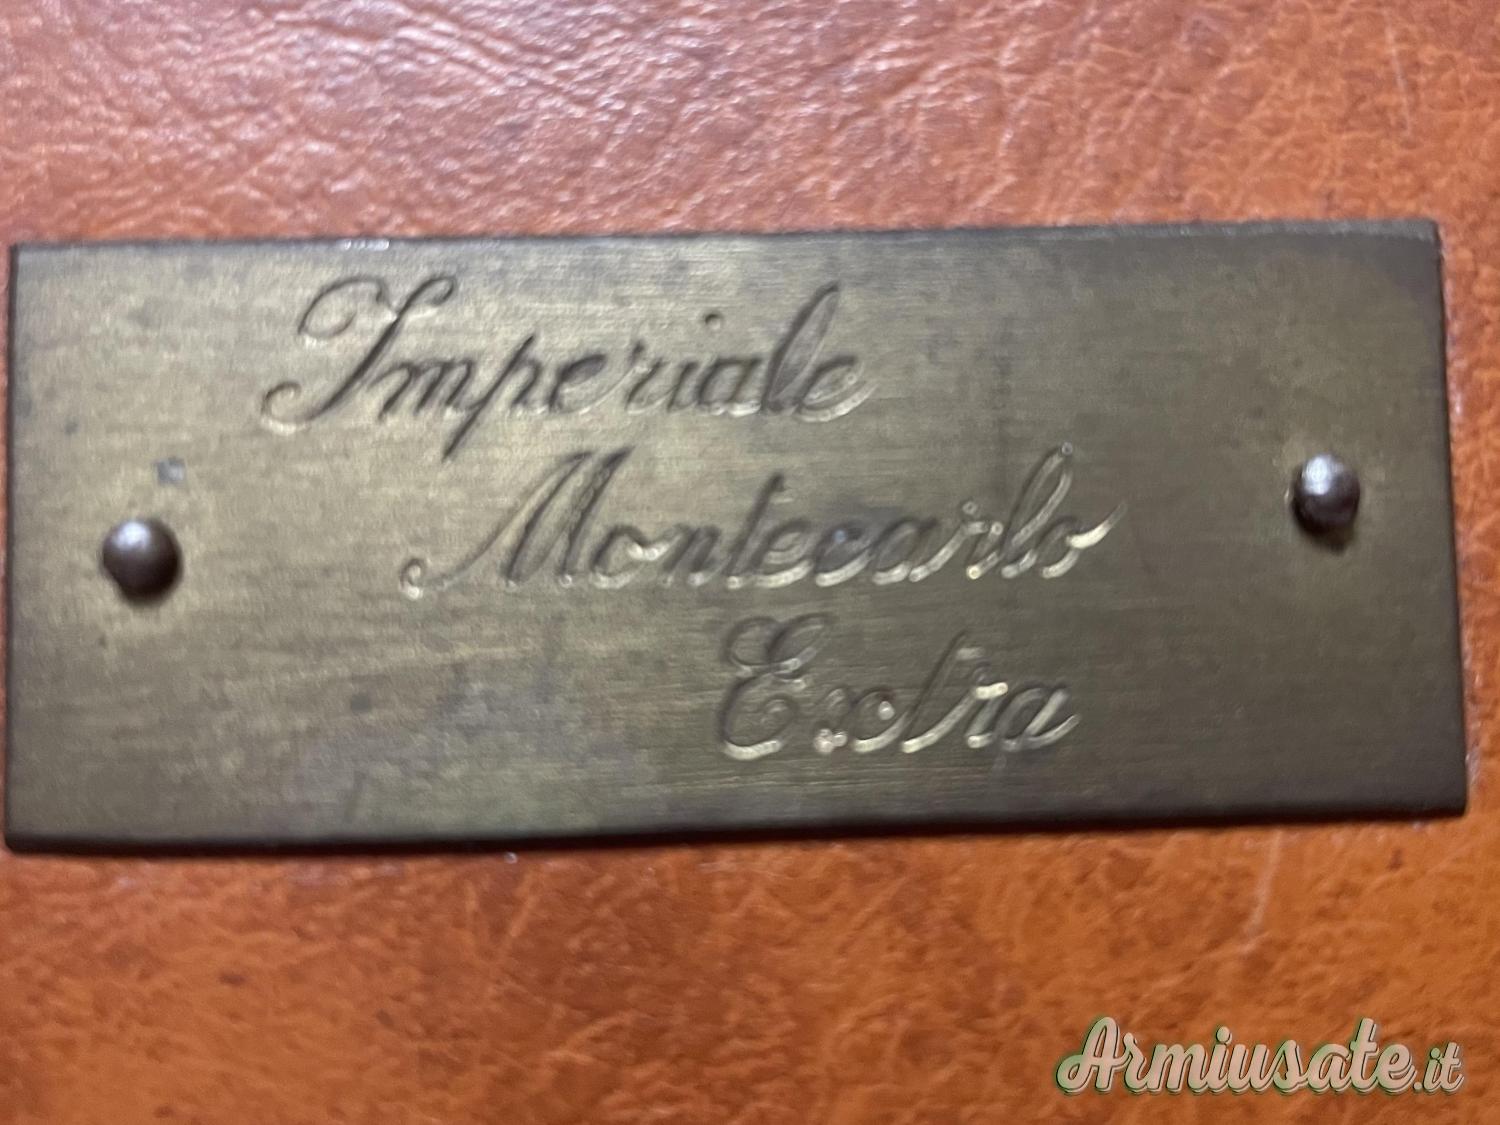 Imperiale
Montecarlo
Extra
Armiusate.it